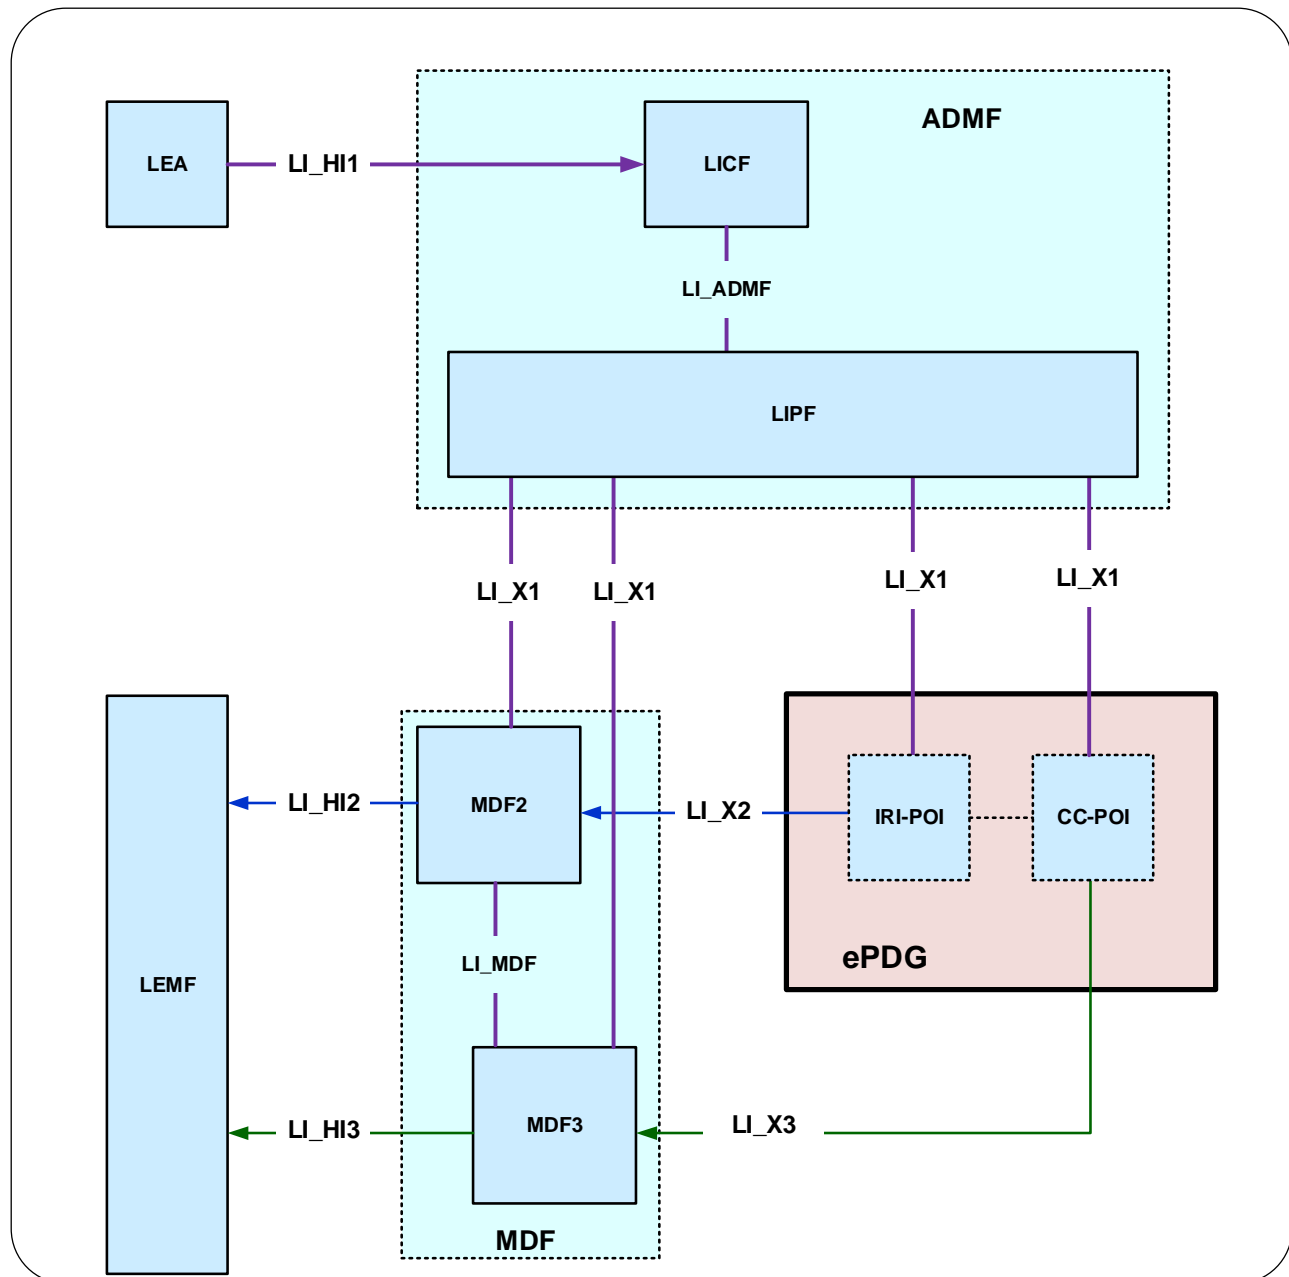 ADMF
LEA
LI_HI1
LICF
LI_ADMF
LIPF
LI_X1
LI_X1
LI_X1
LI_X1
LI_HI2
MDF2
LI_X2
IRI-POI
CC-POI
LI_MDF
ePDG
LEMF
LI_HI3
MDF3
LI_X3
MDF